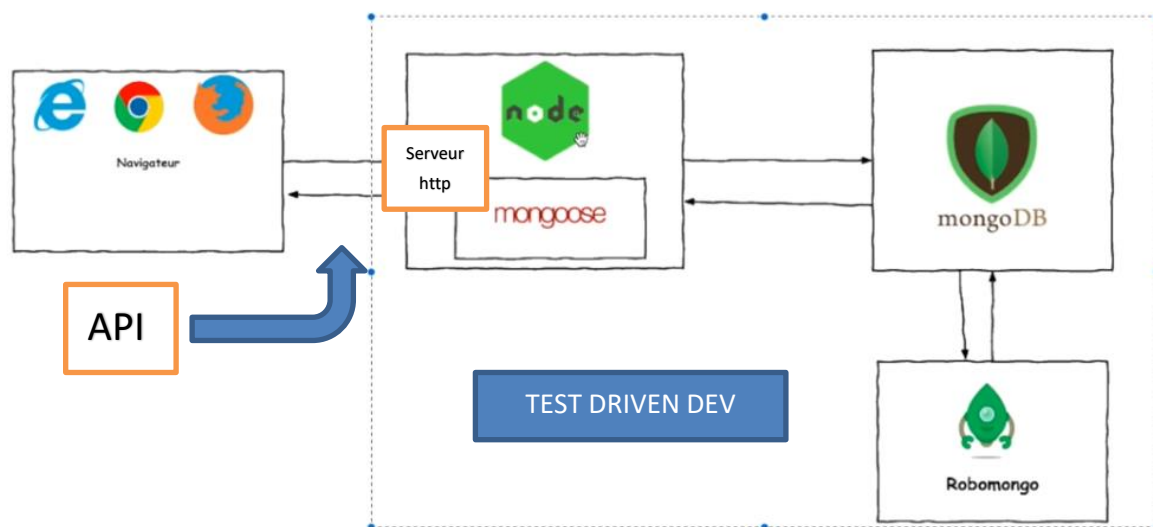 Navigateur
Serveur
http
node
mongoose
mongoDB
API
TEST DRIVEN DEV
Robomongo